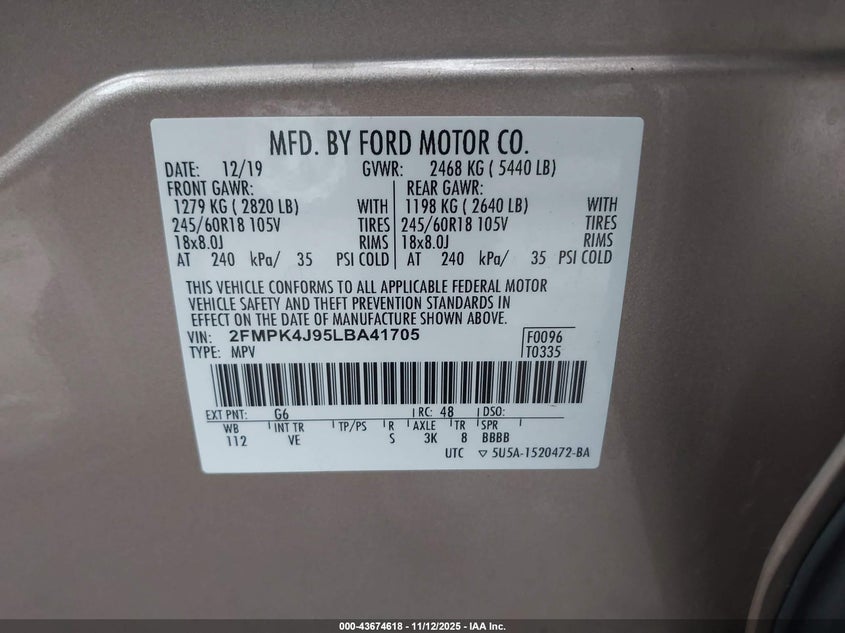 MFD. BY FORD MOTOR CO.
DATE: 12/19 GVWR: 2468 KG ( 5440 LB)
FRONT GAWR: REAR GAWR:
1279 KG ( 2820 LB) WITH 1198 KG ( 2640 LB) WITH
245/60R18 105V TIRES 245/60R18 105V TIRES
18x8.0J RIMS 18x8.0J RIMS
AT 240 kPa/ 35 PSI COLD AT 240 kPa/ 35 PSI COLD
THIS VEHICLE CONFORMS TO ALL APPLICABLE FEDERAL MOTOR
VEHICLE SAFETY AND THEFT PREVENTION STANDARDS IN
EFFECT ON THE DATE OF MANUFACTURE SHOWN ABOVE.
VIN: 2FMPK4J95LBA41705 F0096
TYPE: MPV T0335
EXT PNT: G6 RC: 48 DSO:
WB INT TR TP/PS R AXLE TR SPR
112 VE S 3K 8 BBBB
UTC ▽ 5U5A-1520472-BA
000-43674618 - 11/12/2025 - IAA Inc.